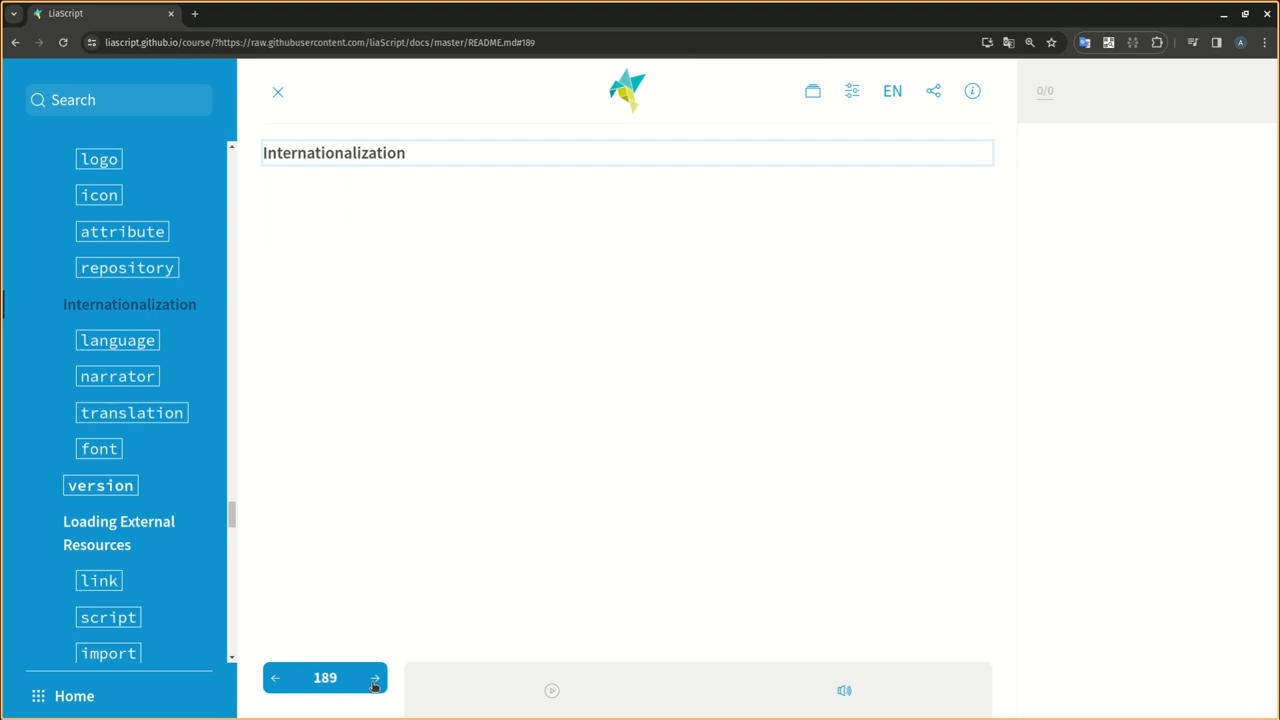 LiaScript
liascript.github.io/course/?https://raw.githubusercontent.com/liaScript/docs/master/README.md#189
Search
logo
icon
attribute
repository
Internationalization
language
narrator
translation
font
version
Loading External
Resources
link
script
import
Home
EN
Internationalization
189
0/0
A